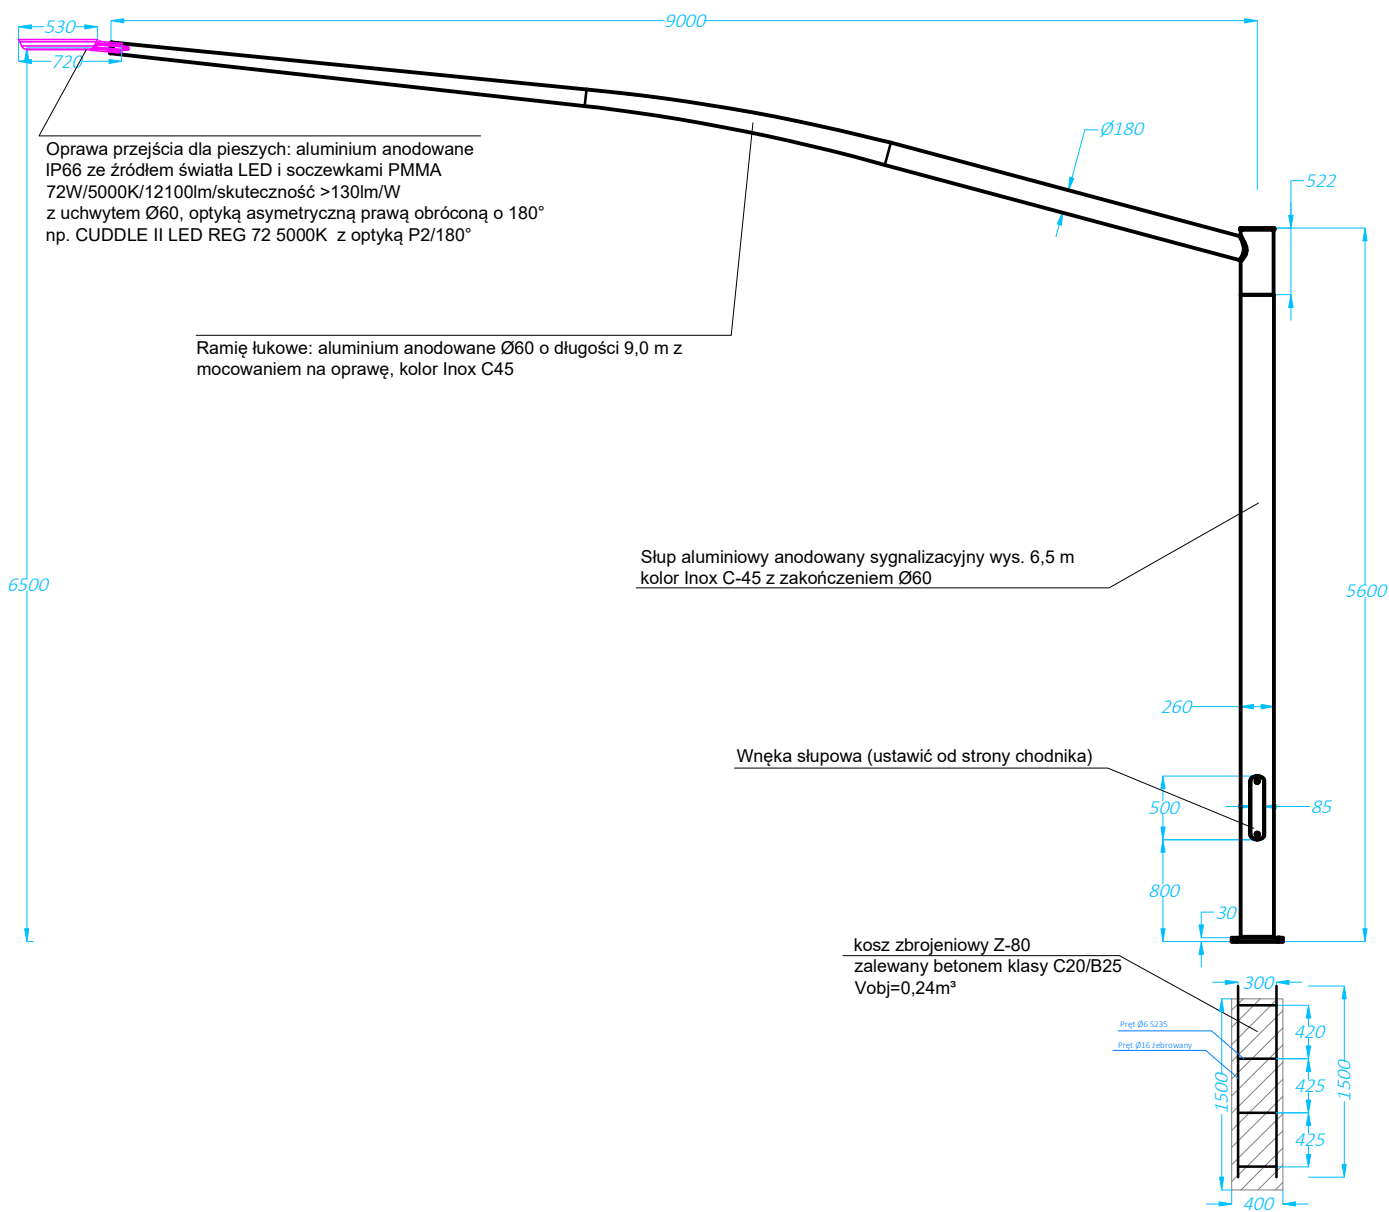 530
9000
720
Oprawa przejścia dla pieszych: aluminium anodowane
IP66 ze źródłem światła LED i soczewkami PMMA
72W/5000K/12100lm/skuteczność >130lm/W
z uchwytem Ø60, optyką asymetryczną prawą obróconą o 180°
np. CUDDLE II LED REG 72 5000K z optyką P2/180°
Ø180
522
Ramię łukowe: aluminium anodowane Ø60 o długości 9,0 m z
mocowaniem na oprawę, kolor Inox C45
Słup aluminiowy anodowany sygnalizacyjny wys. 6,5 m
kolor Inox C-45 z zakończeniem Ø60
6500
5600
260
Wnęka słupowa (ustawić od strony chodnika)
500
85
800
30
kosz zbrojeniowy Z-80
zalewany betonem klasy C20/B25
Vobj=0,24m³
300
Pręt Ø6 S235
Pręt Ø16 żebrowany
420
425
425
1500
1500
400